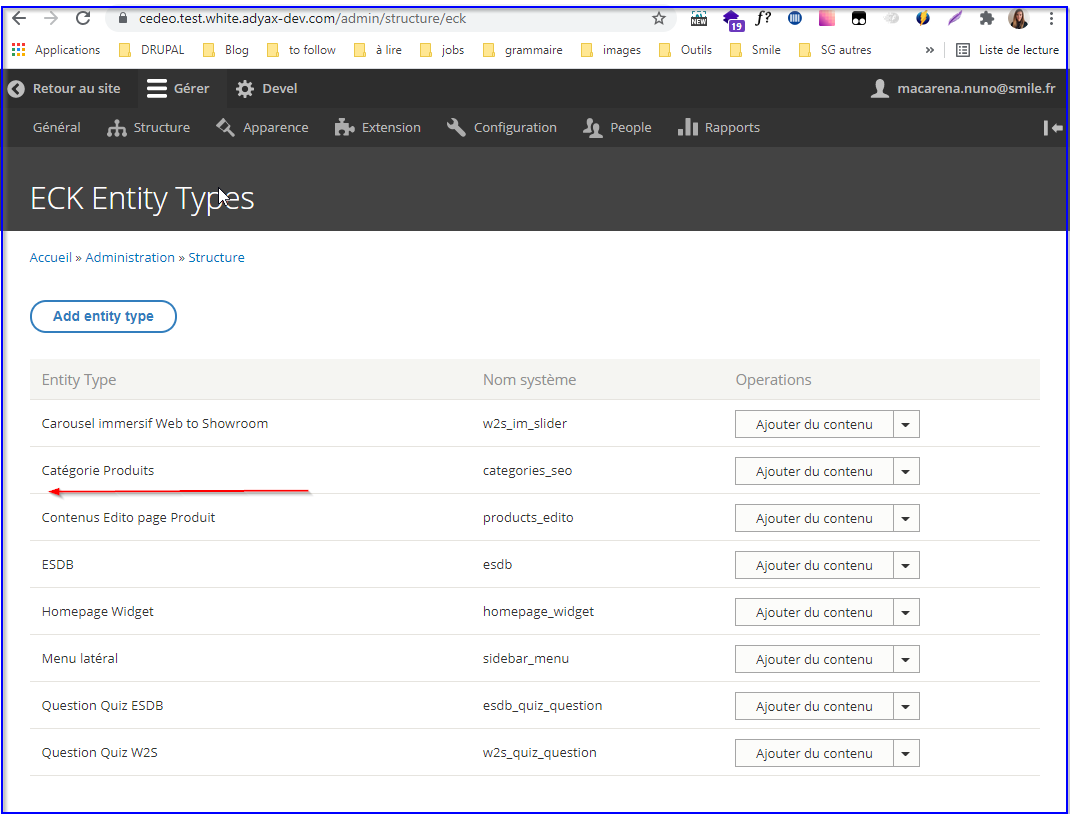 cedeo.test.white.adyax-dev.com/admin/structure/eck
NEW
19
f?
Applications DRUPAL Blog to follow à lire jobs grammaire images Outils Smile SG autres » Liste de lecture
Retour au site Gérer Devel macarena.nuno@smile.fr
Général Structure Apparence Extension Configuration People Rapports
ECK Entity Types
Accueil » Administration » Structure
Add entity type
Entity Type Nom système Operations
Carousel immersif Web to Showroom w2s_im_slider Ajouter du contenu
Catégorie Produits categories_seo Ajouter du contenu
Contenus Edito page Produit products_edito Ajouter du contenu
ESDB esdb Ajouter du contenu
Homepage Widget homepage_widget Ajouter du contenu
Menu latéral sidebar_menu Ajouter du contenu
Question Quiz ESDB esdb_quiz_question Ajouter du contenu
Question Quiz W2S w2s_quiz_question Ajouter du contenu